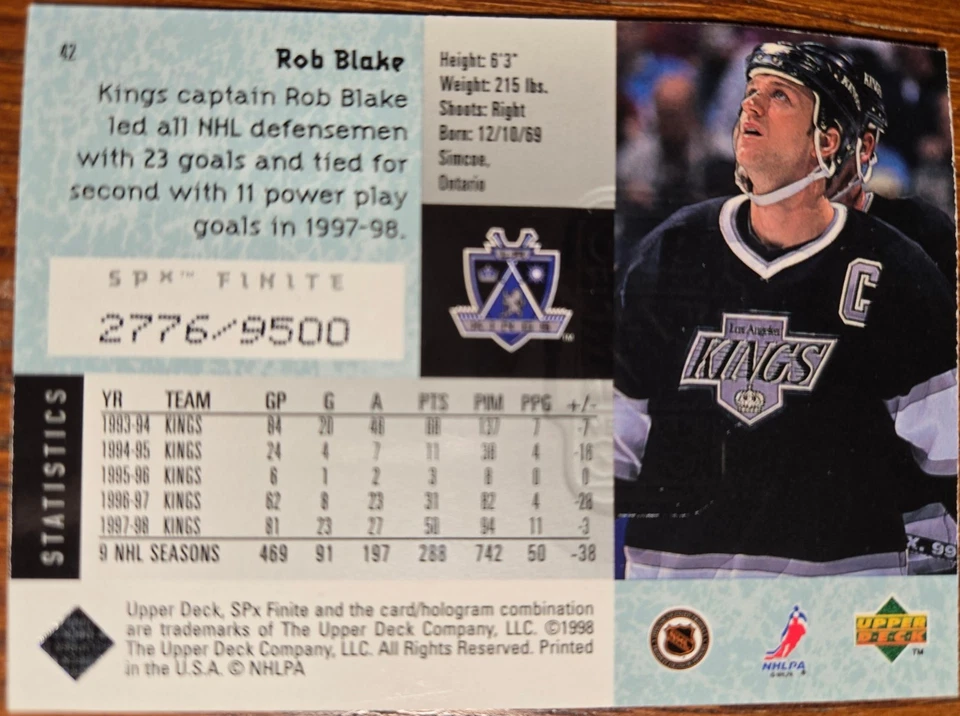 42
Rob Blake
Kings captain Rob Blake
led all NHL defensemen
with 23 goals and tied for
second with 11 power play
goals in 1997-98.
SPX™ FINITE
2776/9500
Height: 6'3"
Weight: 215 lbs.
Shoots: Right
Born: 12/10/69
Simcoe,
Ontario
KINGS
™
C
Los Angeles
KINGS
STATISTICS
YR TEAM GP G A PTS PIM PPG +/-
1993-94 KINGS 84 20 48 68 137 7 -7
1994-95 KINGS 24 4 7 11 38 4 -16
1995-96 KINGS 6 1 2 3 8 0 0
1996-97 KINGS 62 8 23 31 82 4 -28
1997-98 KINGS 81 23 27 50 94 11 -3
9 NHL SEASONS 469 91 197 288 742 50 -38
Upper Deck, SPx Finite and the card/hologram combination
are trademarks of The Upper Deck Company, LLC. ©1998
The Upper Deck Company, LLC. All Rights Reserved. Printed
in the U.S.A. © NHLPA
NHL
NHLPA
UPPER
DECK
™